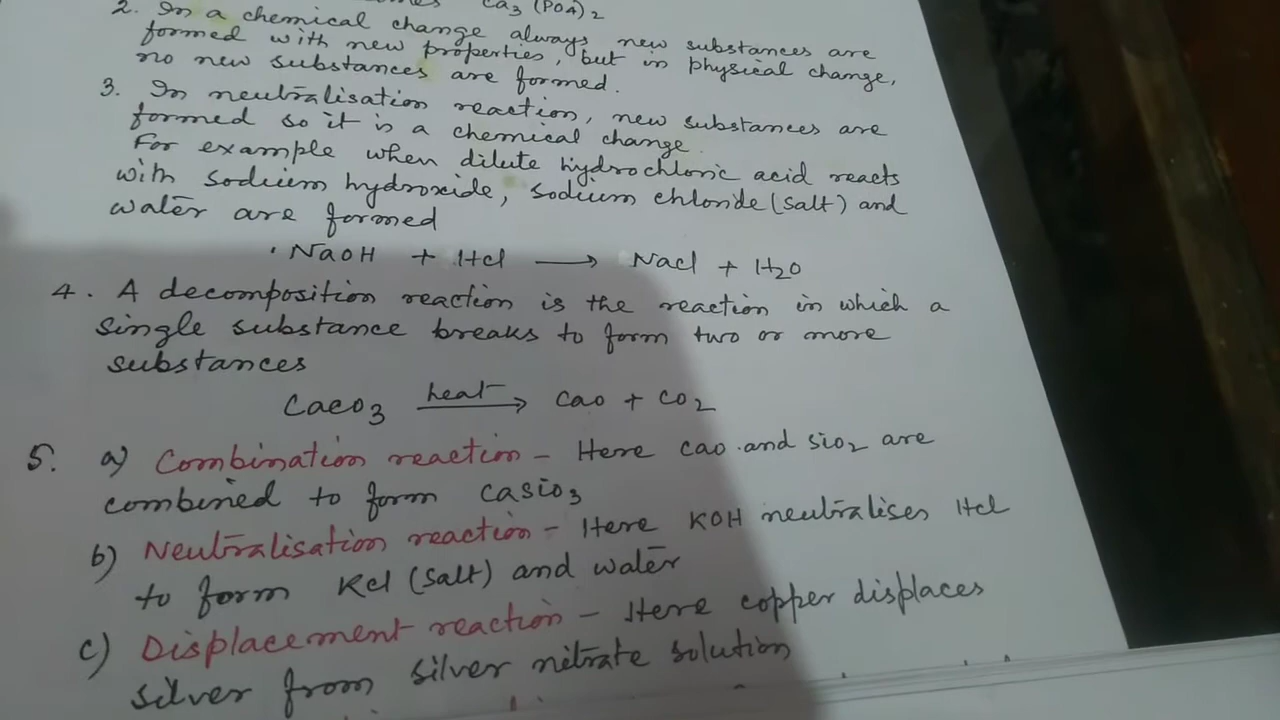 Ca3 (PO4)2
2. In a chemical change always new substances are
formed with new properties, but in physical change,
no new substances are formed.
3. In neutralisation reaction, new substances are
formed so it is a chemical change.
For example when dilute hydrochloric acid reacts
with sodium hydroxide, sodium chloride (salt) and
water are formed
NaOH + HCl ⟶ NaCl + H2O
4. A decomposition reaction is the reaction in which a
single substance breaks to form two or more
substances
CaCO3 heat⟶ CaO + CO2
5. a) Combination reaction - Here CaO and SiO2 are
combined to form CaSiO3
b) Neutralisation reaction - Here KOH neutralises HCl
to form KCl (salt) and water
c) Displacement reaction - Here copper displaces
silver from silver nitrate solution